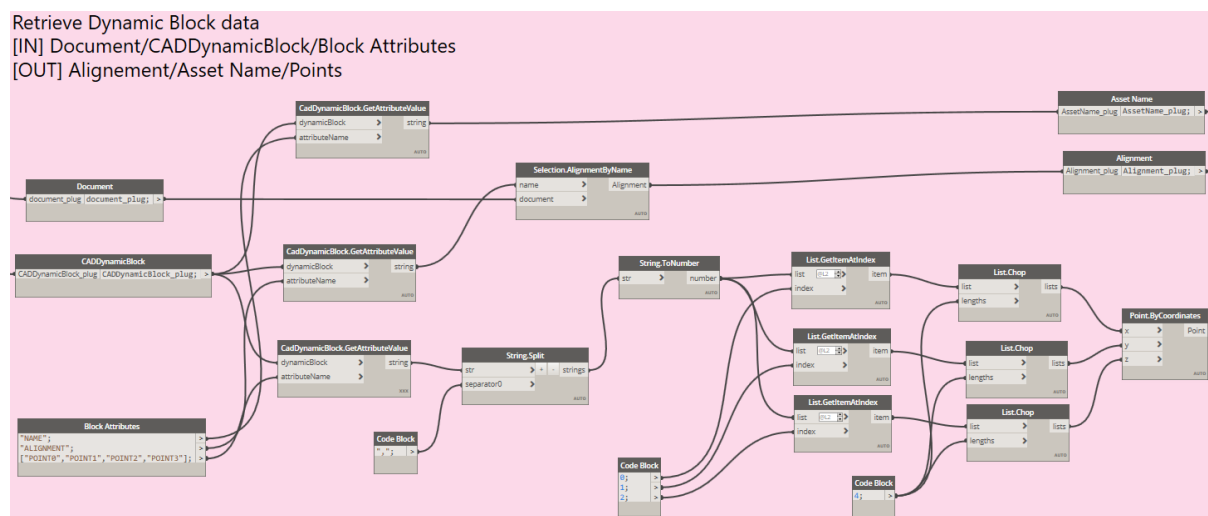 Retrieve Dynamic Block data
[IN] Document/CADDynamicBlock/Block Attributes
[OUT] Alignement/Asset Name/Points
CadDynamicBlock.GetAttributeValue
dynamicBlock > string
attributeName >
AUTO
Asset Name
AssetName_plug AssetName_plug; >
Selection.AlignmentByName
name > Alignment
document >
AUTO
Alignment
Alignment_plug Alignment_plug; >
Document
document_plug document_plug; >
CADDynamicBlock
CADDynamicBlock_plug CADDynamicBlock_plug; >
CadDynamicBlock.GetAttributeValue
dynamicBlock > string
attributeName >
AUTO
String.ToNumber
str > number
AUTO
List.GetItemAtIndex
list @L2 > item
index >
AUTO
List.Chop
list > lists
lengths >
AUTO
Point.ByCoordinates
x > Point
y >
z >
AUTO
CadDynamicBlock.GetAttributeValue
dynamicBlock > string
attributeName >
XXX
String.Split
str > + - strings
separator0 >
AUTO
List.GetItemAtIndex
list @L2 > item
index >
AUTO
List.Chop
list > lists
lengths >
AUTO
List.GetItemAtIndex
list @L2 > item
index >
AUTO
List.Chop
list > lists
lengths >
AUTO
Block Attributes
"NAME"; >
"ALIGNMENT"; >
["POINT0","POINT1","POINT2","POINT3"]; >
Code Block
","; >
Code Block
0; >
1; >
2; >
Code Block
4; >